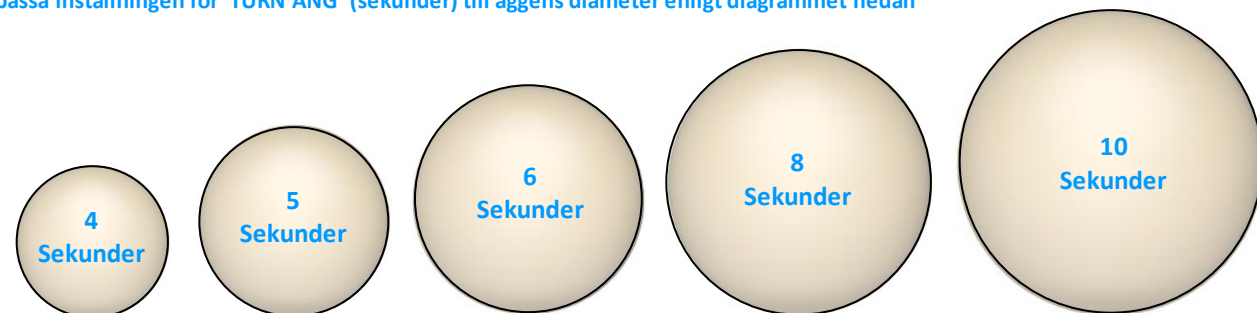 passa inställningen för 'TURN ANG' (sekunder) till äggens diameter enligt diagrammet nedan
4
Sekunder
5
Sekunder
6
Sekunder
8
Sekunder
10
Sekunder